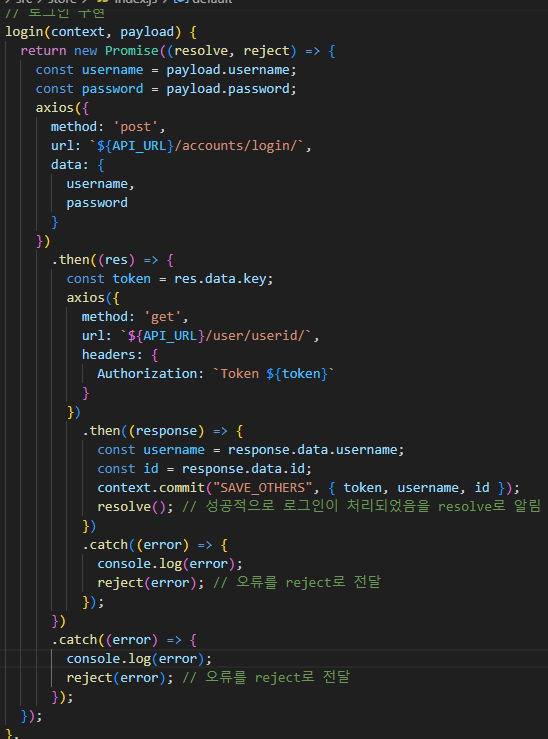 src > store > index.js > default
// 로그인 구현
login(context, payload) {
  return new Promise((resolve, reject) => {
    const username = payload.username;
    const password = payload.password;
    axios({
      method: 'post',
      url: `${API_URL}/accounts/login/`,
      data: {
        username,
        password
      }
    })
      .then((res) => {
        const token = res.data.key;
        axios({
          method: 'get',
          url: `${API_URL}/user/userid/`,
          headers: {
            Authorization: `Token ${token}`
          }
        })
          .then((response) => {
            const username = response.data.username;
            const id = response.data.id;
            context.commit("SAVE_OTHERS", { token, username, id });
            resolve(); // 성공적으로 로그인이 처리되었음을 resolve로 알림
          })
          .catch((error) => {
            console.log(error);
            reject(error); // 오류를 reject로 전달
          });
      })
      .catch((error) => {
        console.log(error);
        reject(error); // 오류를 reject로 전달
      });
  });
},